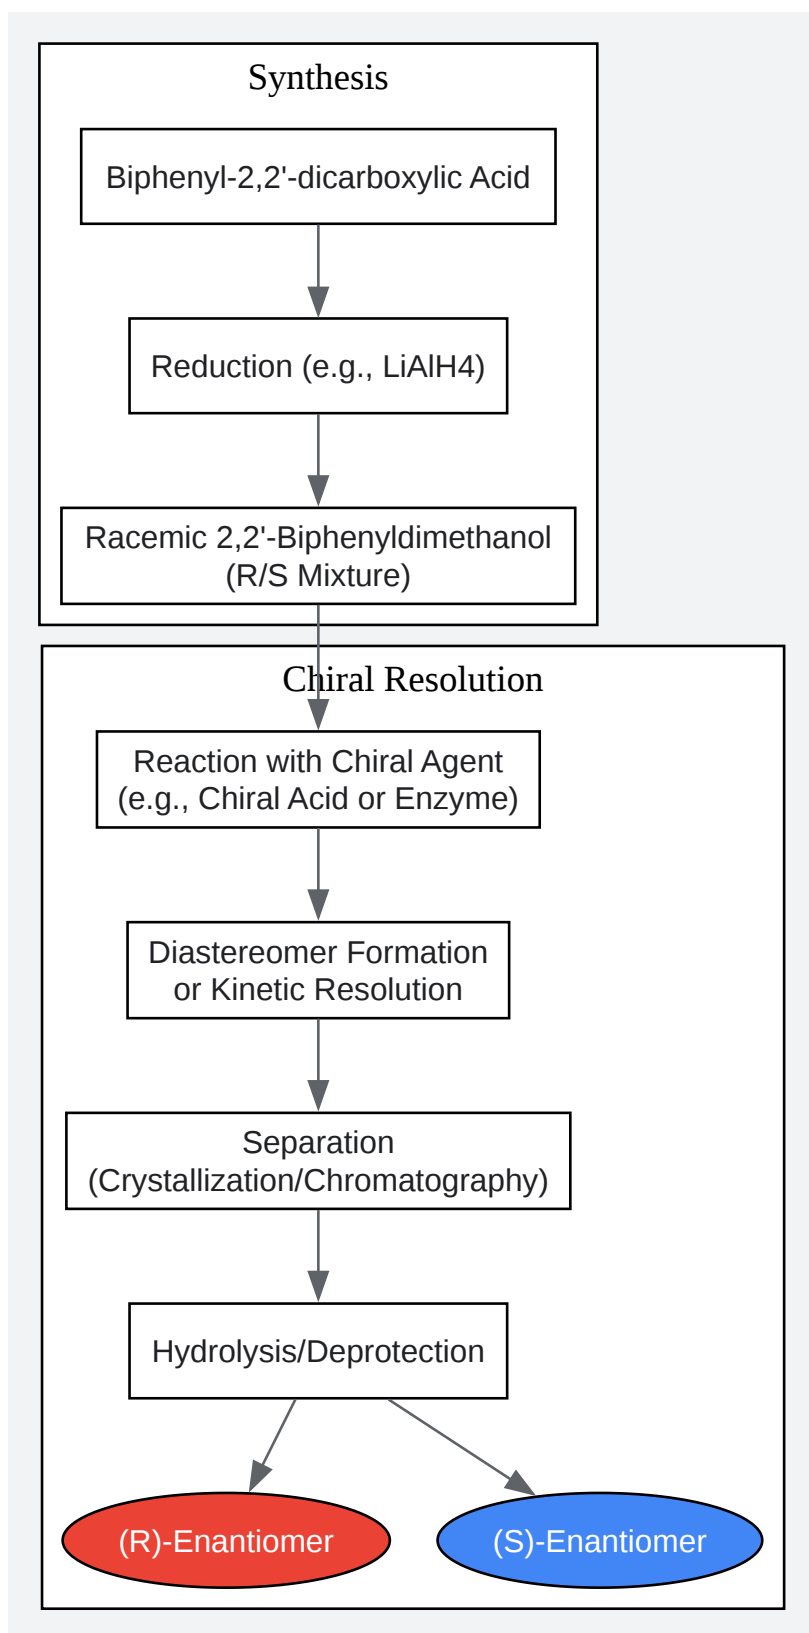 Synthesis
Biphenyl-2,2'-dicarboxylic Acid
Reduction (e.g., LiAlH4)
Racemic 2,2'-Biphenyldimethanol
(R/S Mixture)
Chiral Resolution
Reaction with Chiral Agent
(e.g., Chiral Acid or Enzyme)
Diastereomer Formation
or Kinetic Resolution
Separation
(Crystallization/Chromatography)
Hydrolysis/Deprotection
(R)-Enantiomer
(S)-Enantiomer